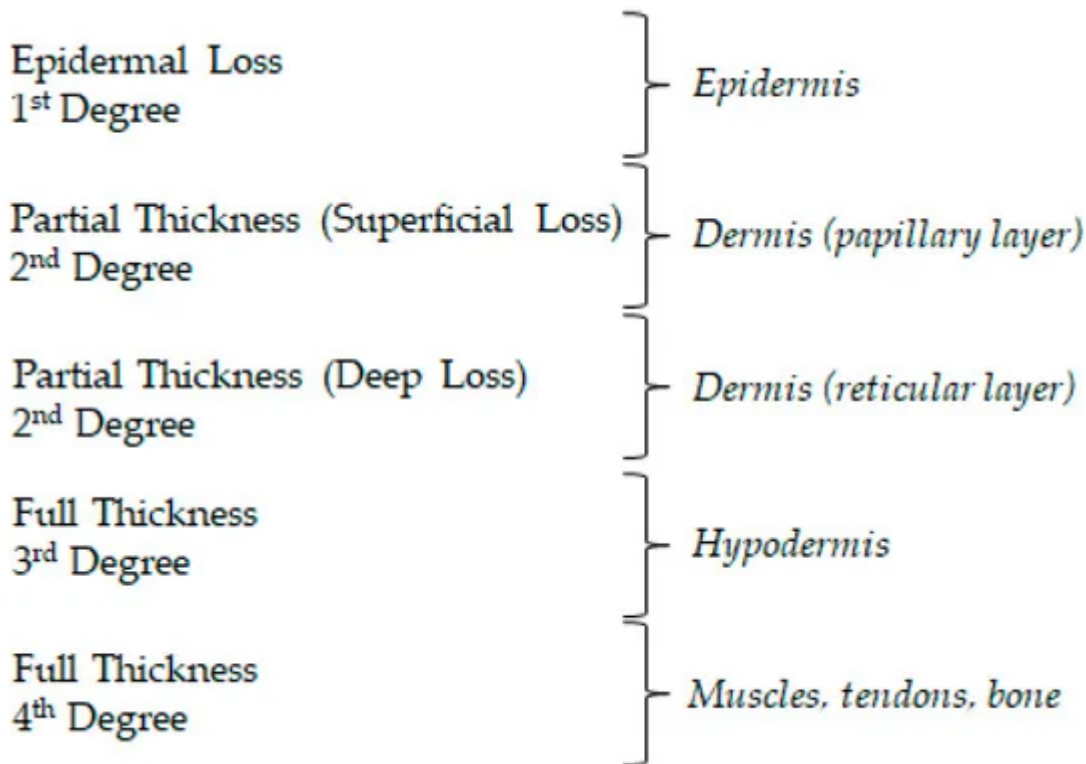 Epidermal Loss
1st Degree
Epidermis
Partial Thickness (Superficial Loss)
2nd Degree
Dermis (papillary layer)
Partial Thickness (Deep Loss)
2nd Degree
Dermis (reticular layer)
Full Thickness
3rd Degree
Hypodermis
Full Thickness
4th Degree
Muscles, tendons, bone